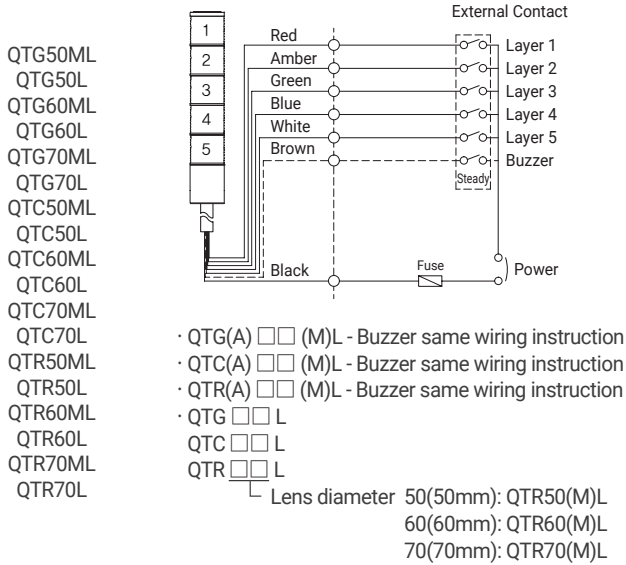 QTG50ML
QTG50L
QTG60ML
QTG60L
QTG70ML
QTG70L
QTC50ML
QTC50L
QTC60ML
QTC60L
QTC70ML
QTC70L
QTR50ML
QTR50L
QTR60ML
QTR60L
QTR70ML
QTR70L
External Contact
1
2
3
4
5
Red
Amber
Green
Blue
White
Brown
Black
Layer 1
Layer 2
Layer 3
Layer 4
Layer 5
Buzzer
Steady
Fuse
Power
· QTG(A) □□ (M)L - Buzzer same wiring instruction
· QTC(A) □□ (M)L - Buzzer same wiring instruction
· QTR(A) □□ (M)L - Buzzer same wiring instruction
· QTG □□ L
QTC □□ L
QTR □□ L
Lens diameter 50(50mm): QTR50(M)L
60(60mm): QTR60(M)L
70(70mm): QTR70(M)L